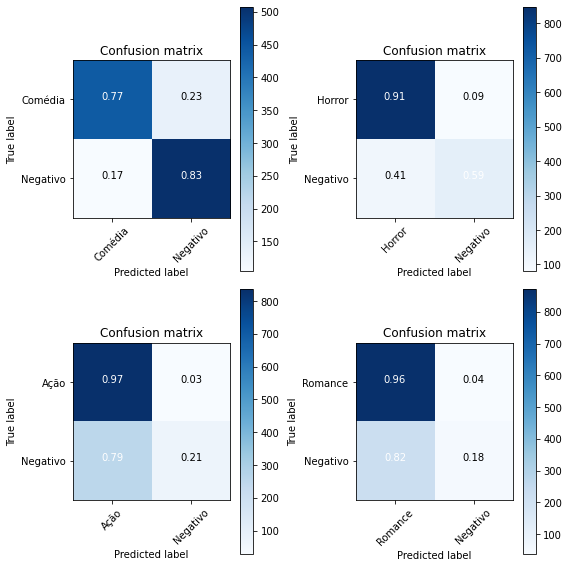 Confusion matrix
True label
Comédia
0.77
0.23
Negativo
0.17
0.83
Comédia
Negativo
Predicted label
500
450
400
350
300
250
200
150
Confusion matrix
True label
Horror
0.91
0.09
Negativo
0.41
0.59
Horror
Negativo
Predicted label
800
700
600
500
400
300
200
100
Confusion matrix
True label
Ação
0.97
0.03
Negativo
0.79
0.21
Ação
Negativo
Predicted label
800
700
600
500
400
300
200
100
Confusion matrix
True label
Romance
0.96
0.04
Negativo
0.82
0.18
Romance
Negativo
Predicted label
800
700
600
500
400
300
200
100